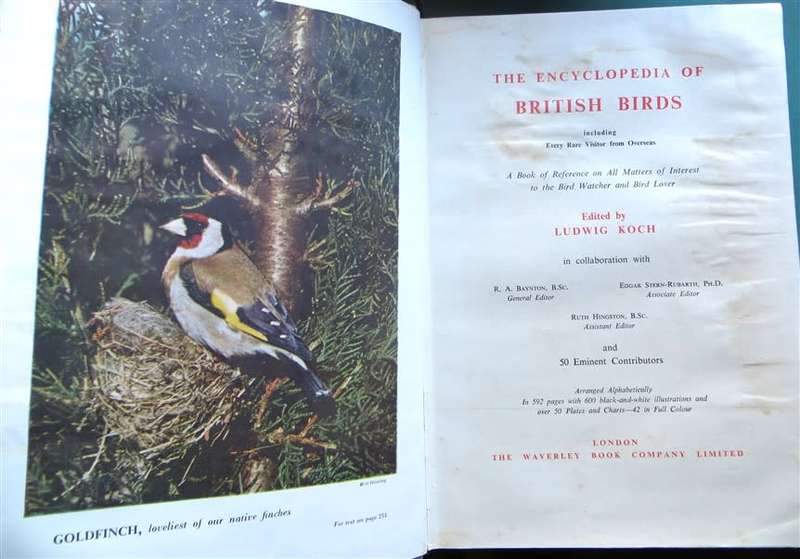 GOLDFINCH, loveliest of our native finches
For text see page 251
THE ENCYCLOPEDIA OF
BRITISH BIRDS
including
Every Rare Visitor from Overseas
A Book of Reference on All Matters of Interest
to the Bird Watcher and Bird Lover
Edited by
LUDWIG KOCH
in collaboration with
R. A. BAYNTON, B.SC.
General Editor
EDGAR STERN-RUBARTH, PH.D.
Associate Editor
RUTH HINGSTON, B.SC.
Assistant Editor
and
50 Eminent Contributors
Arranged Alphabetically
In 592 pages with 600 black-and-white illustrations and
over 50 Plates and Charts—42 in Full Colour
LONDON
THE WAVERLEY BOOK COMPANY LIMITED